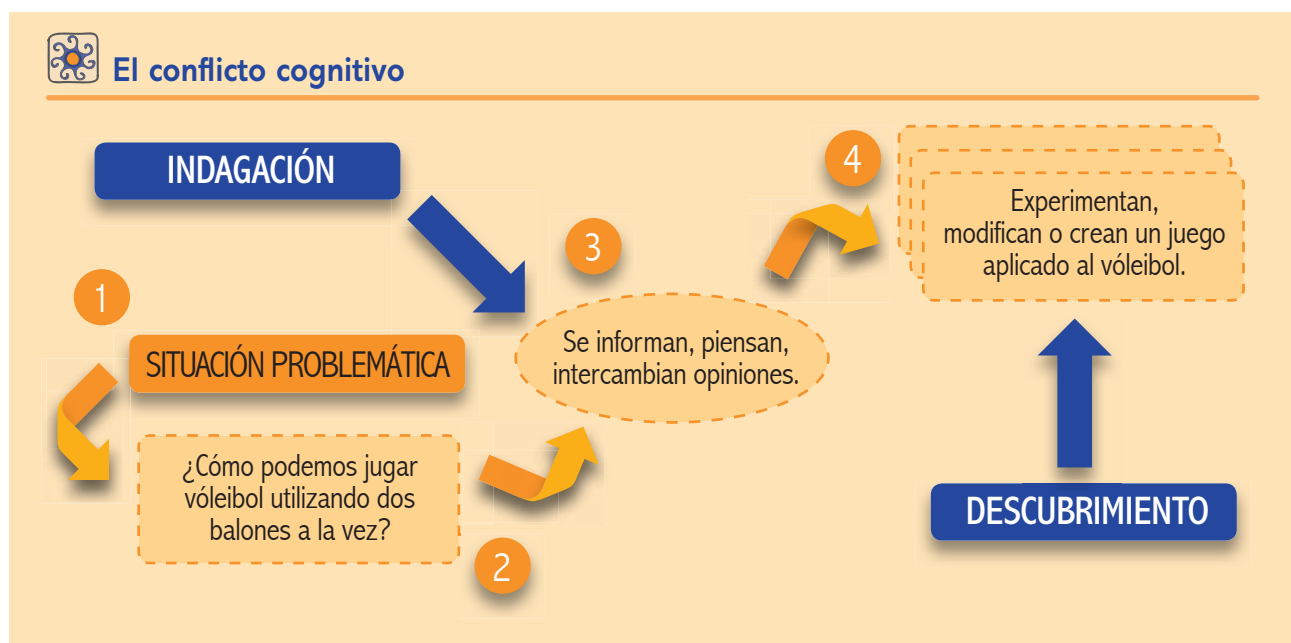 El conflicto cognitivo
INDAGACIÓN
1
SITUACIÓN PROBLEMÁTICA
¿Cómo podemos jugar
vóleibol utilizando dos
balones a la vez?
2
3
Se informan, piensan,
intercambian opiniones.
4
Experimentan,
modifican o crean un juego
aplicado al vóleibol.
DESCUBRIMIENTO